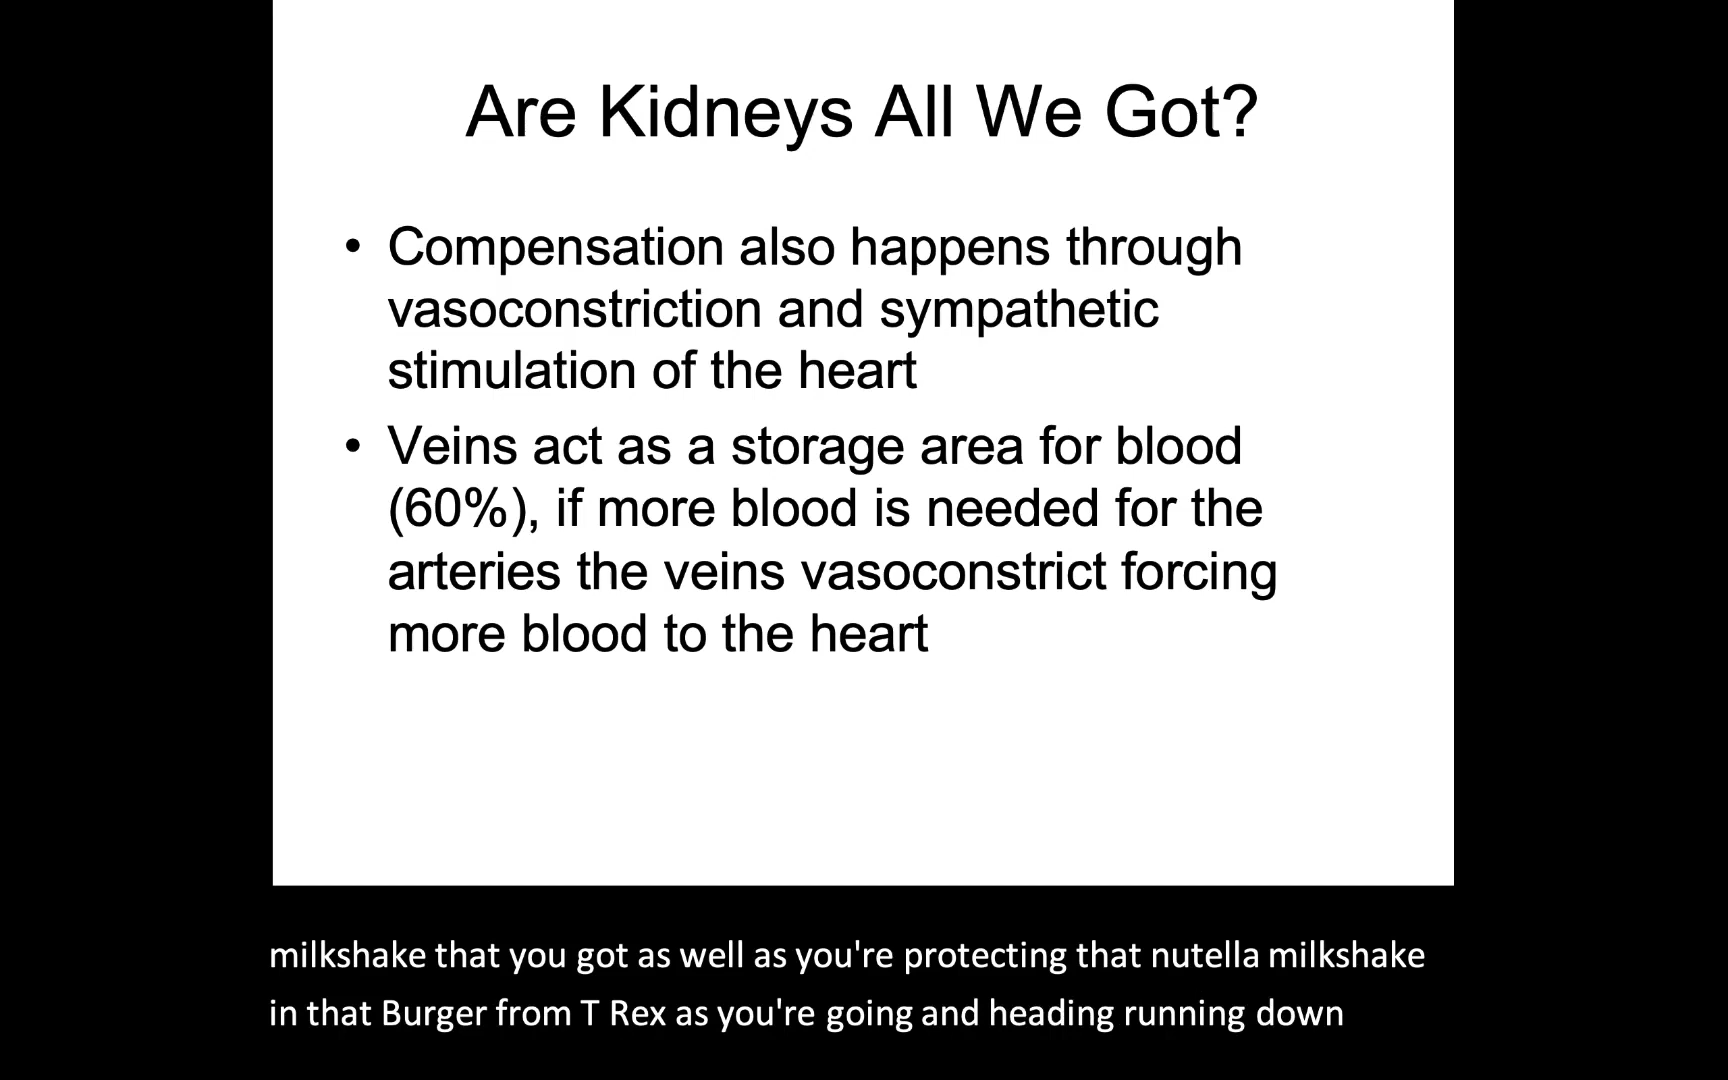 Are Kidneys All We Got?
• Compensation also happens through
vasoconstriction and sympathetic
stimulation of the heart
• Veins act as a storage area for blood
(60%), if more blood is needed for the
arteries the veins vasoconstrict forcing
more blood to the heart
milkshake that you got as well as you're protecting that nutella milkshake
in that Burger from T Rex as you're going and heading running down